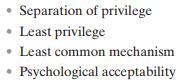 • Separation of privilege
• Least privilege
• Least common mechanism
• Psychological acceptability